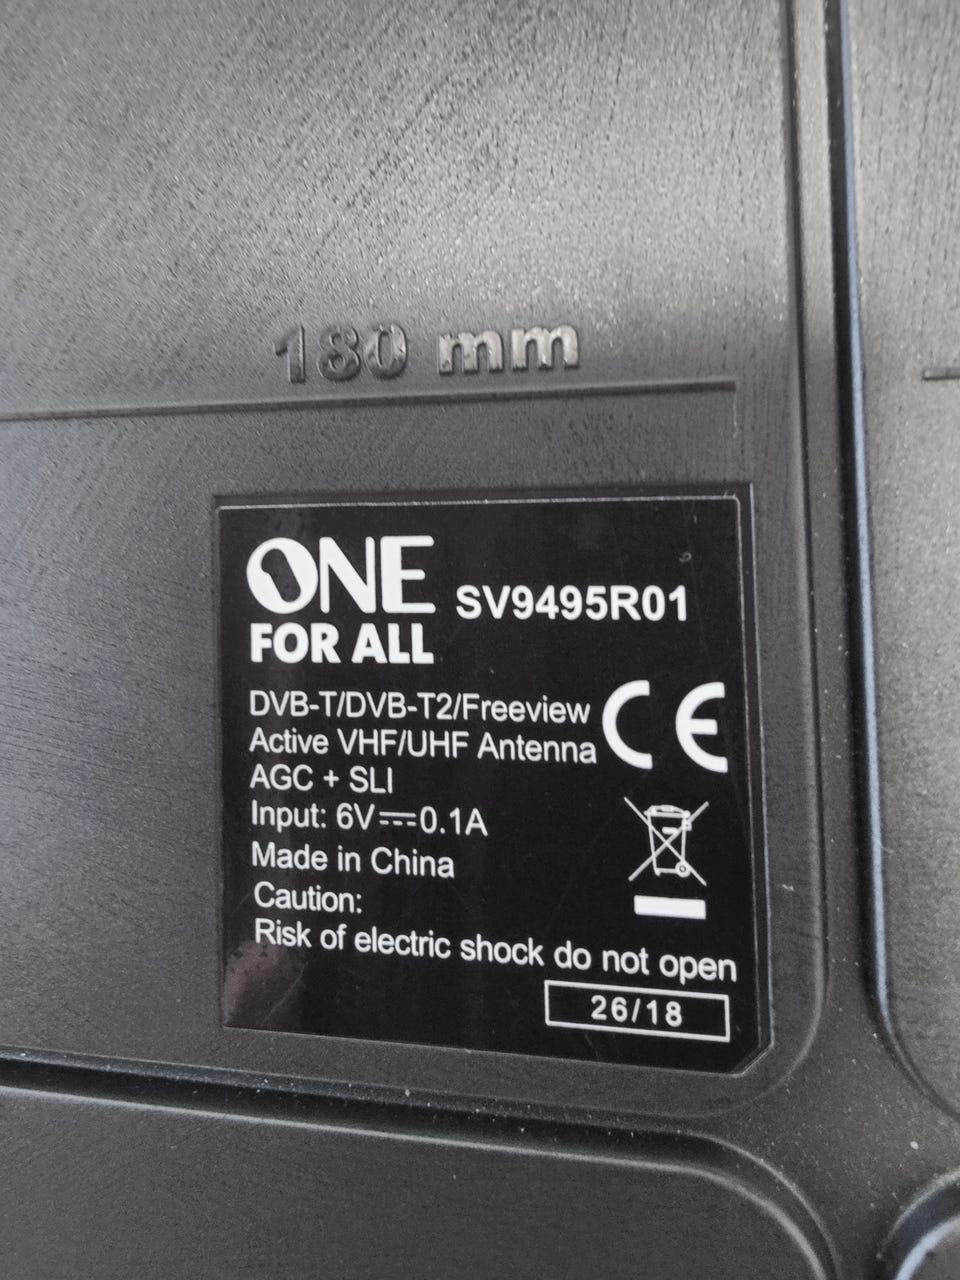 180 mm
ONE
FOR ALL
SV9495R01
DVB-T/DVB-T2/Freeview
Active VHF/UHF Antenna
AGC + SLI
Input: 6V⎓0.1A
Made in China
Caution:
Risk of electric shock do not open
CE
26/18